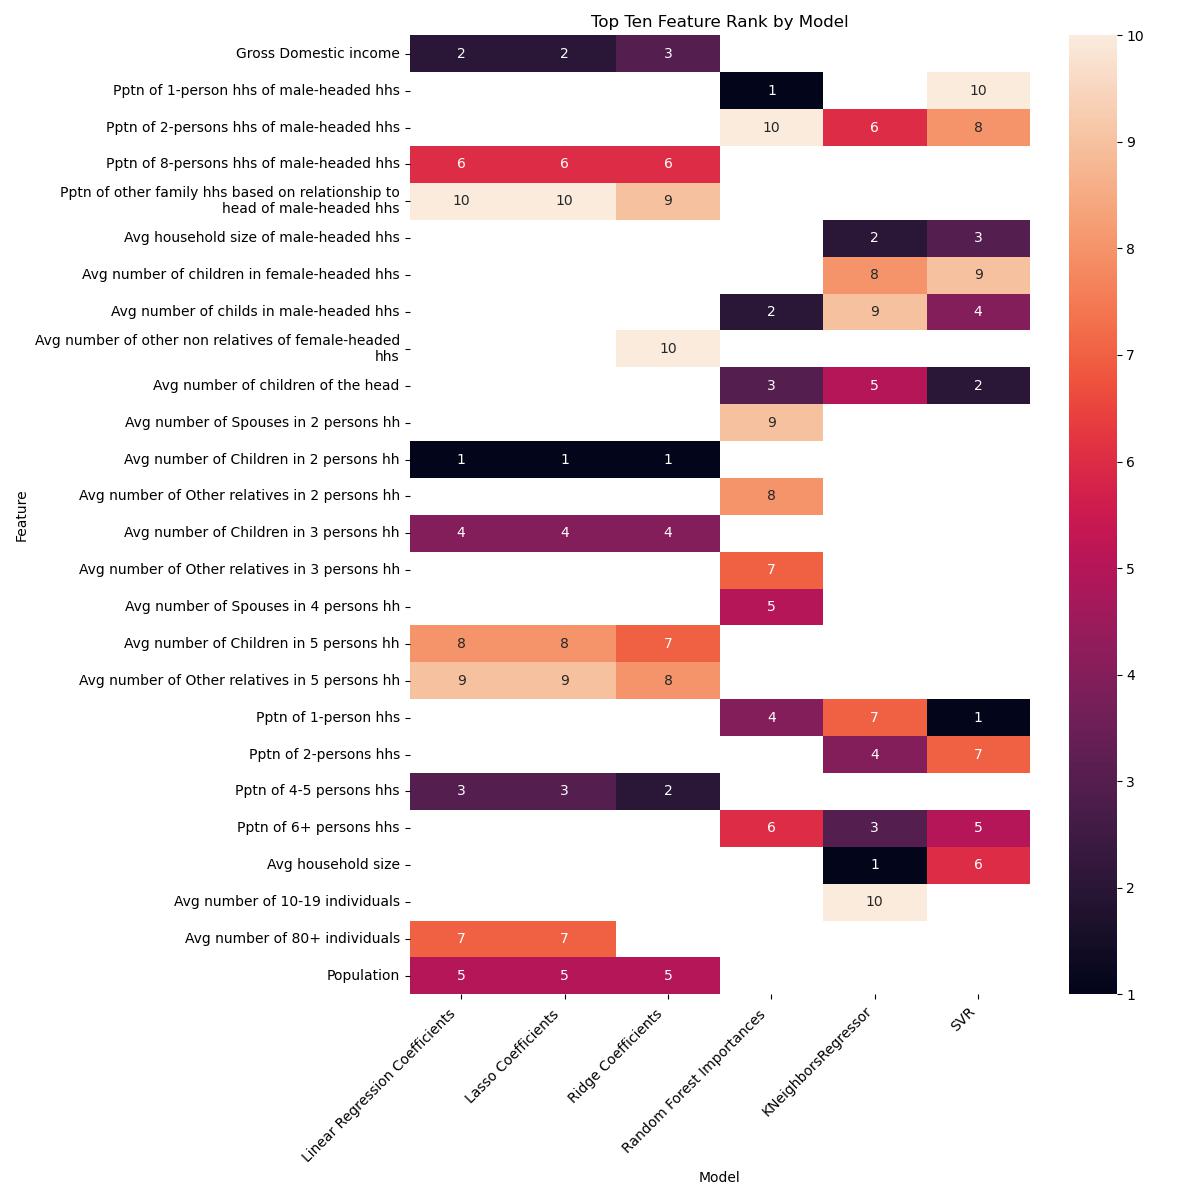 Top Ten Feature Rank by Model
Gross Domestic income 2 2 3
Pptn of 1-person hhs of male-headed hhs 1 10
Pptn of 2-persons hhs of male-headed hhs 10 6 8
Pptn of 8-persons hhs of male-headed hhs 6 6 6
Pptn of other family hhs based on relationship to
head of male-headed hhs 10 10 9
Avg household size of male-headed hhs 2 3
Avg number of children in female-headed hhs 8 9
Avg number of childs in male-headed hhs 2 9 4
Avg number of other non relatives of female-headed
hhs 10
Avg number of children of the head 3 5 2
Avg number of Spouses in 2 persons hh 9
Avg number of Children in 2 persons hh 1 1 1
Avg number of Other relatives in 2 persons hh 8
Avg number of Children in 3 persons hh 4 4 4
Avg number of Other relatives in 3 persons hh 7
Avg number of Spouses in 4 persons hh 5
Avg number of Children in 5 persons hh 8 8 7
Avg number of Other relatives in 5 persons hh 9 9 8
Pptn of 1-person hhs 4 7 1
Pptn of 2-persons hhs 4 7
Pptn of 4-5 persons hhs 3 3 2
Pptn of 6+ persons hhs 6 3 5
Avg household size 1 6
Avg number of 10-19 individuals 10
Avg number of 80+ individuals 7 7
Population 5 5 5
Feature
Linear Regression Coefficients
Lasso Coefficients
Ridge Coefficients
Random Forest Importances
KNeighborsRegressor
SVR
Model
10
9
8
7
6
5
4
3
2
1